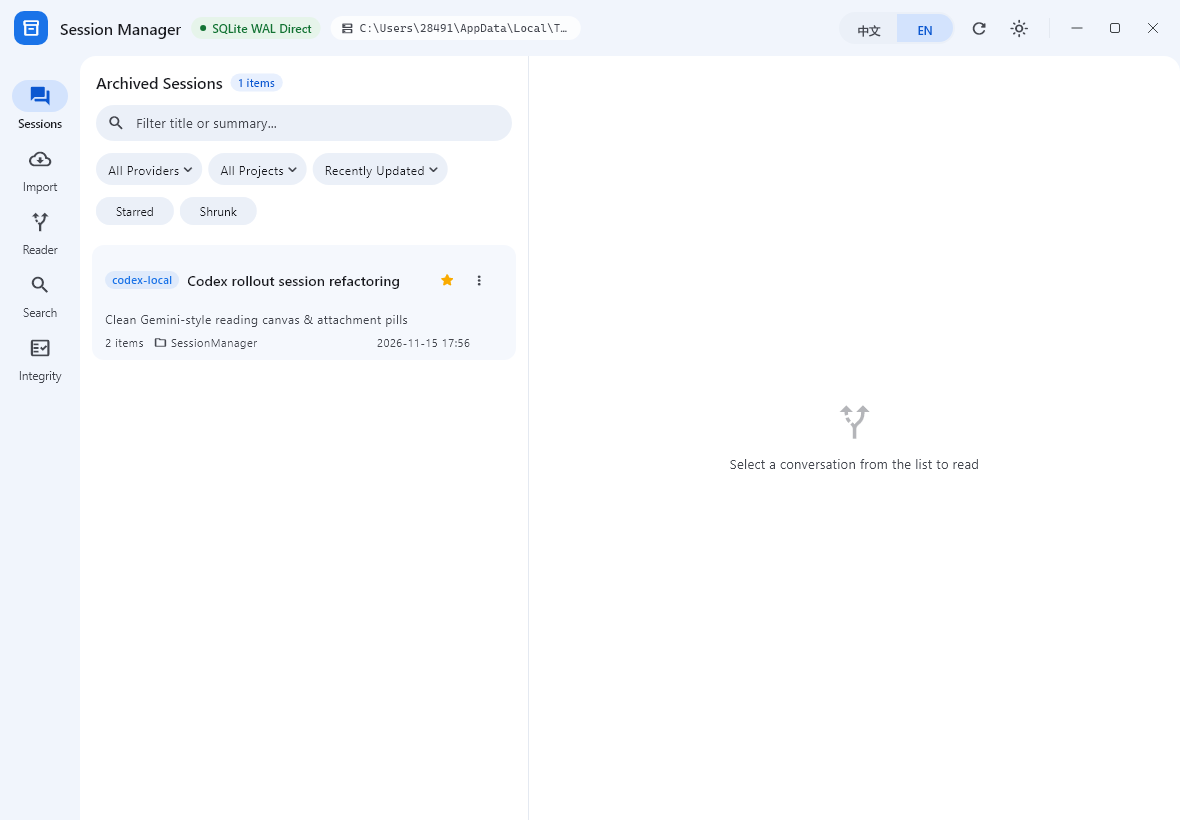 Session Manager
SQLite WAL Direct
C:\Users\28491\AppData\Local\T…
中文
EN
Sessions
Import
Reader
Search
Integrity
Archived Sessions
1 items
Filter title or summary...
All Providers
All Projects
Recently Updated
Starred
Shrunk
codex-local
Codex rollout session refactoring
Clean Gemini-style reading canvas & attachment pills
2 items
SessionManager
2026-11-15 17:56
Select a conversation from the list to read